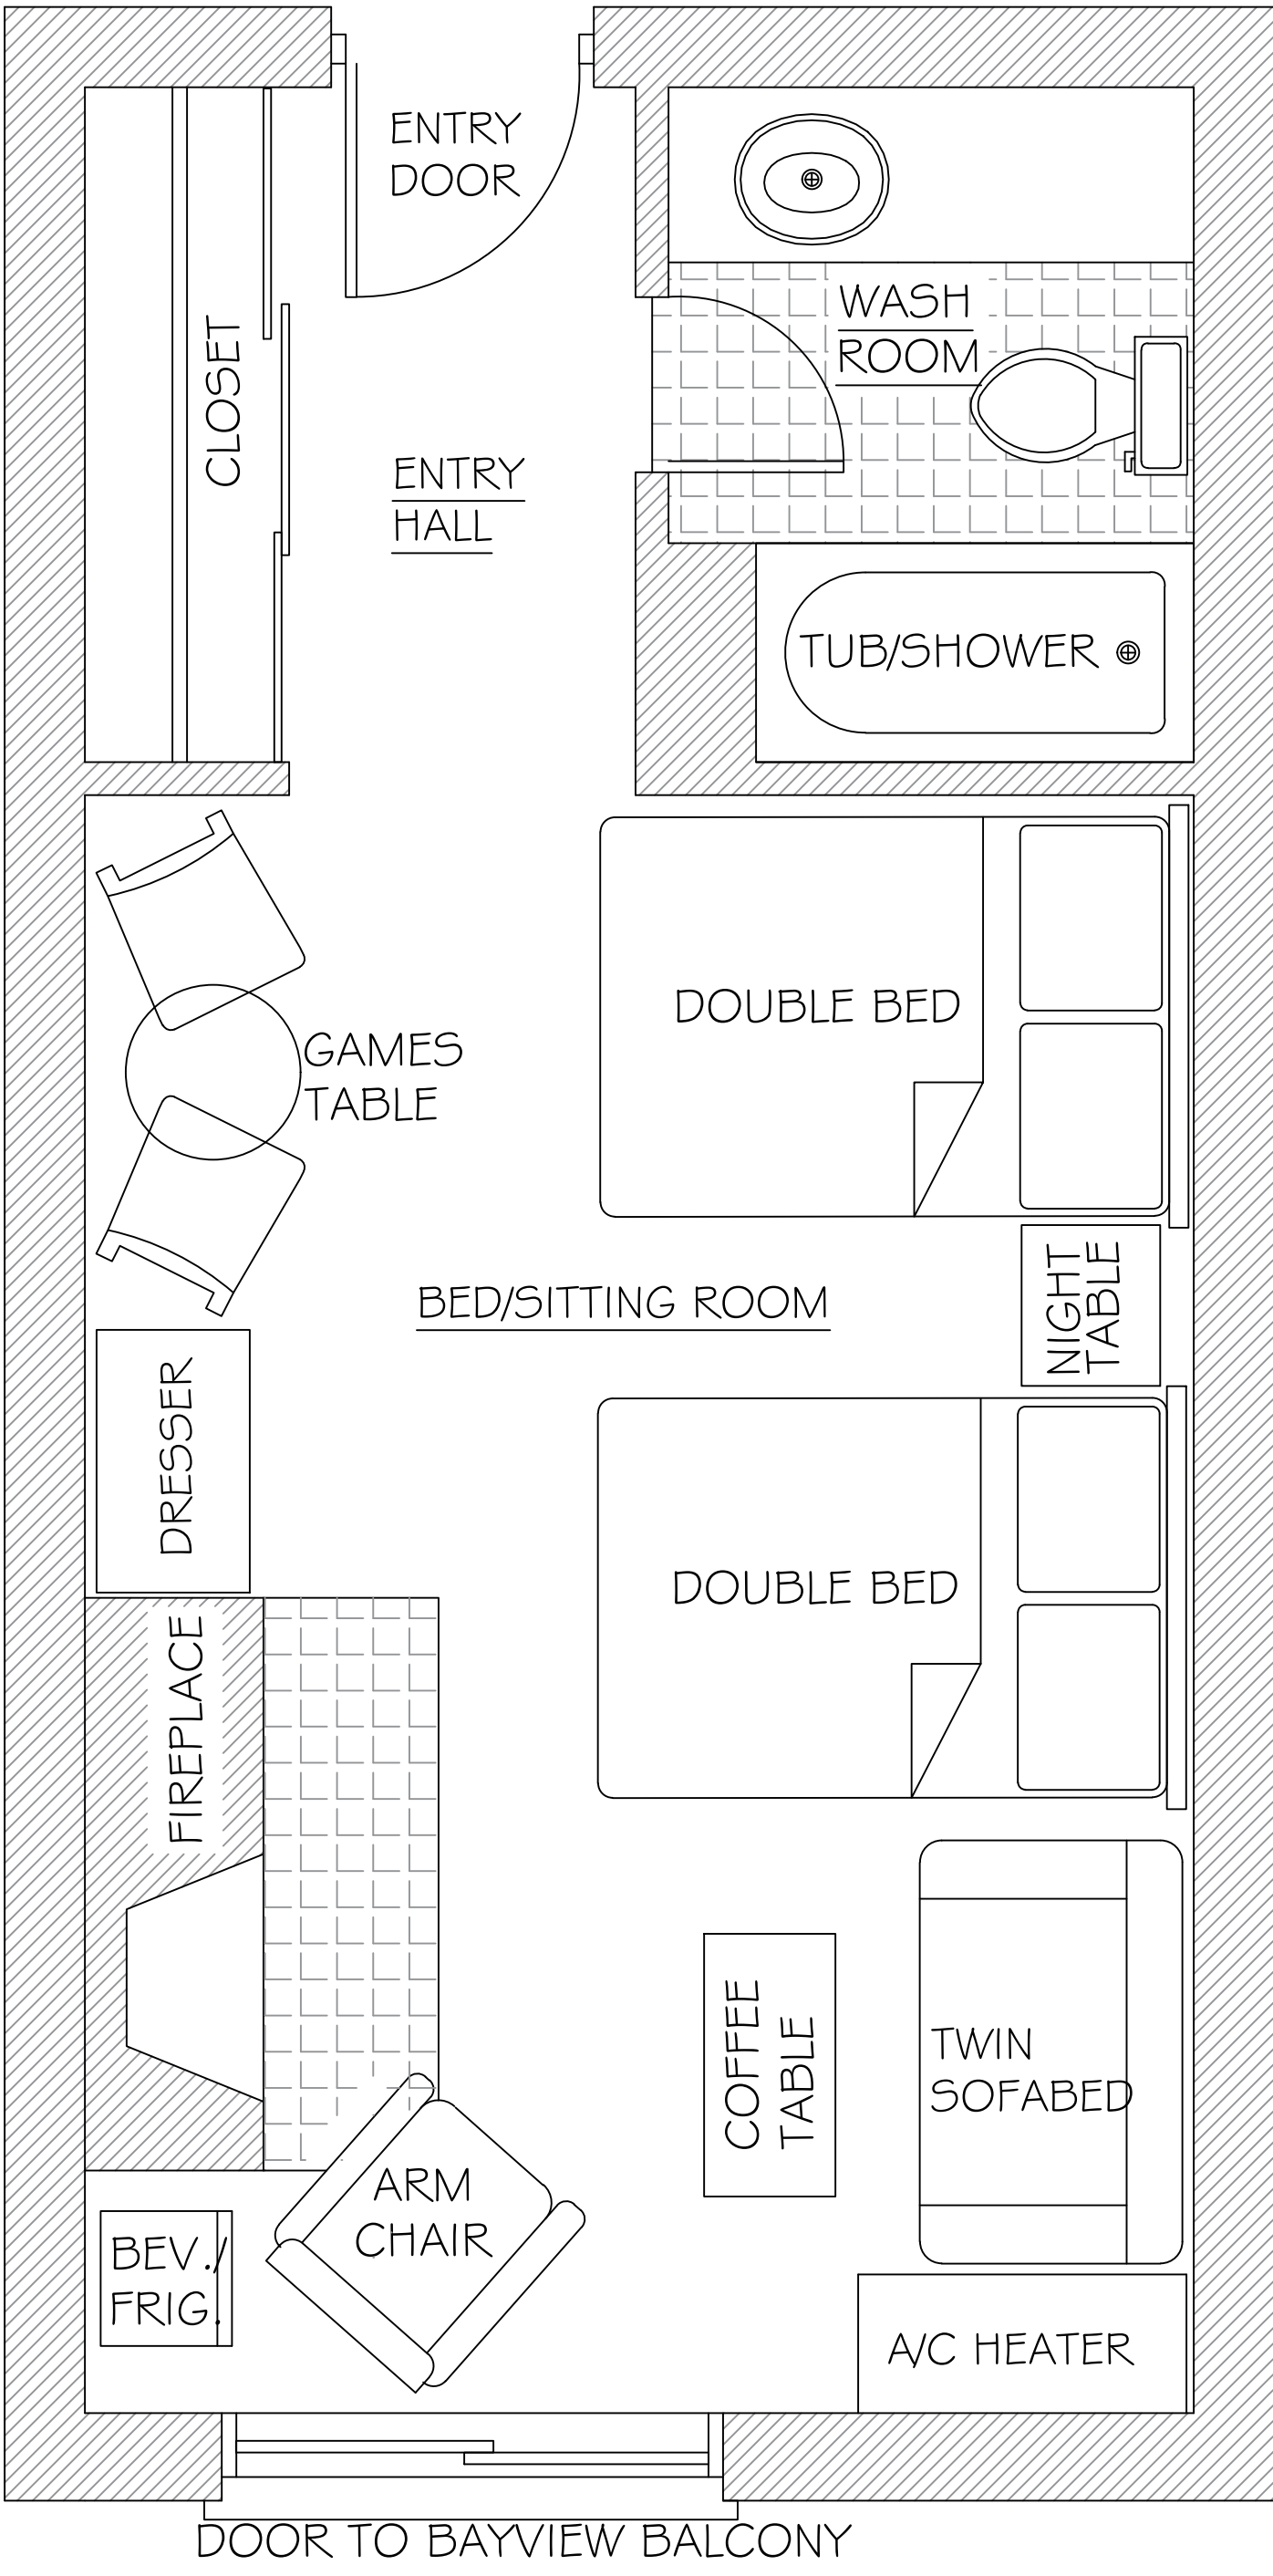 ENTRY
DOOR
WASH
ROOM
CLOSET
ENTRY
HALL
TUB/SHOWER
DOUBLE BED
GAMES
TABLE
BED/SITTING ROOM
NIGHT
TABLE
DRESSER
DOUBLE BED
FIREPLACE
COFFEE
TABLE
TWIN
SOFABED
ARM
CHAIR
BEV./
FRIG.
A/C HEATER
DOOR TO BAYVIEW BALCONY